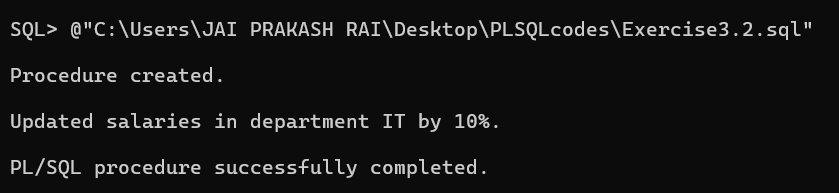 SQL> @"C:\Users\JAI PRAKASH RAI\Desktop\PLSQLcodes\Exercise3.2.sql"
Procedure created.
Updated salaries in department IT by 10%.
PL/SQL procedure successfully completed.